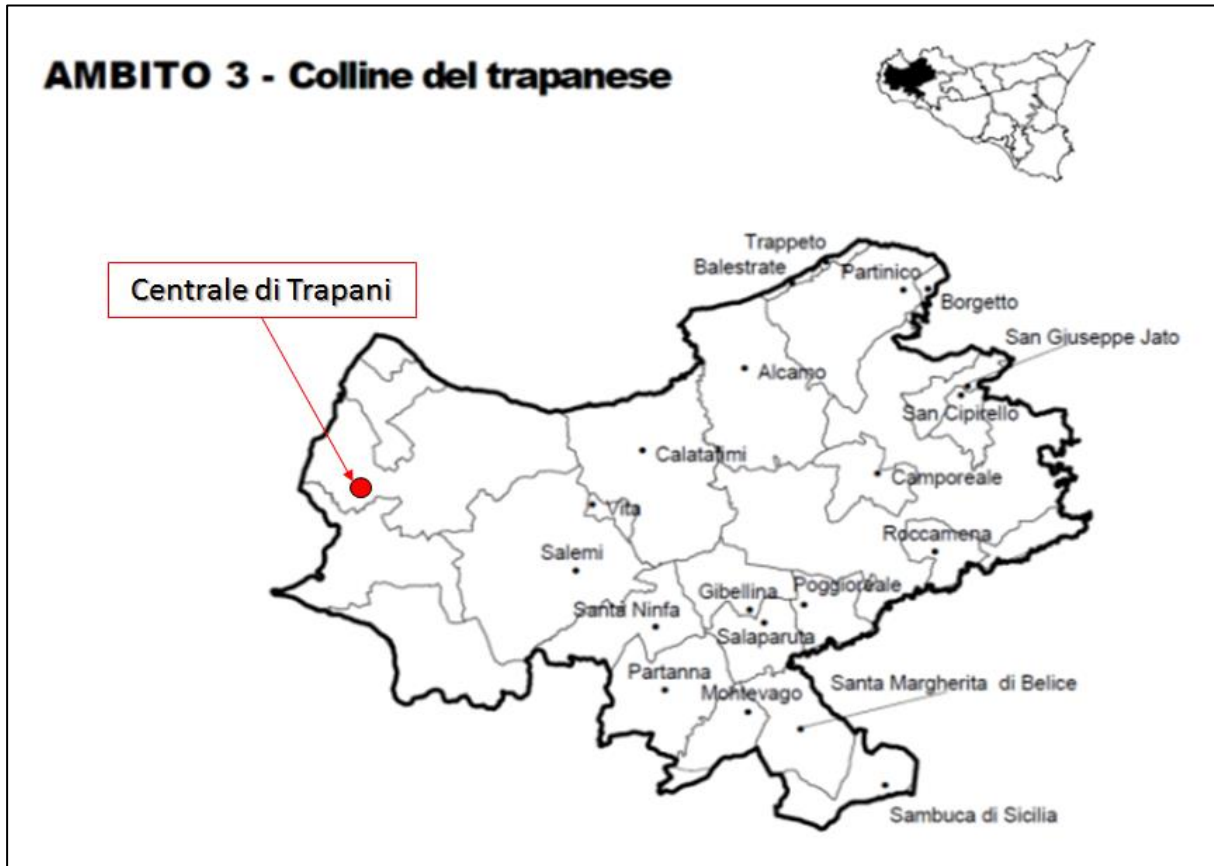 AMBITO 3 - Colline del trapanese
Centrale di Trapani
Trappeto
Balestrate
Partinico
Borgetto
San Giuseppe Jato
Alcamo
San Cipirello
Calatafimi
Camporeale
Vita
Roccamena
Salemi
Gibellina
Poggioreale
Santa Ninfa
Salaparuta
Partanna
Santa Margherita di Belice
Montevago
Sambuca di Sicilia